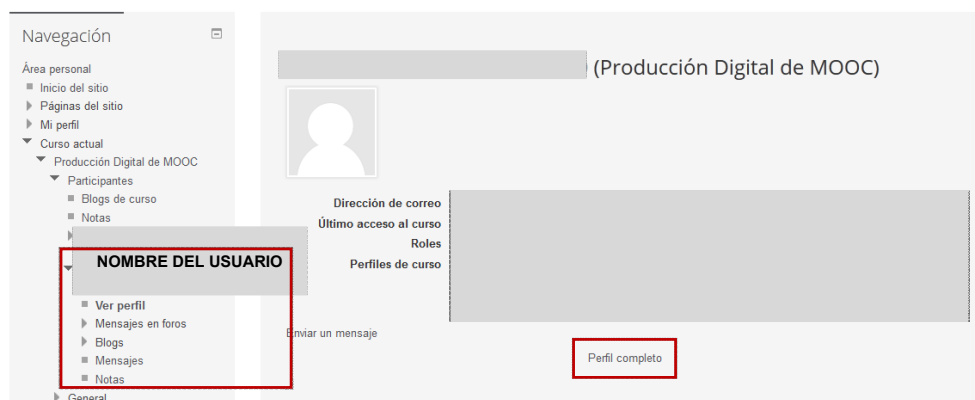 Navegación
Área personal
Inicio del sitio
Páginas del sitio
Mi perfil
Curso actual
Producción Digital de MOOC
Participantes
Blogs de curso
Notas
NOMBRE DEL USUARIO
Ver perfil
Mensajes en foros
Blogs
Mensajes
Notas
General
(Producción Digital de MOOC)
Dirección de correo
Último acceso al curso
Roles
Perfiles de curso
Enviar un mensaje
Perfil completo